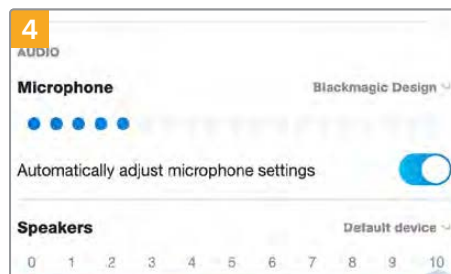 4
AUDIO
Microphone Blackmagic Design
Automatically adjust microphone settings
Speakers Default device
0 1 2 3 4 5 6 7 8 9 10